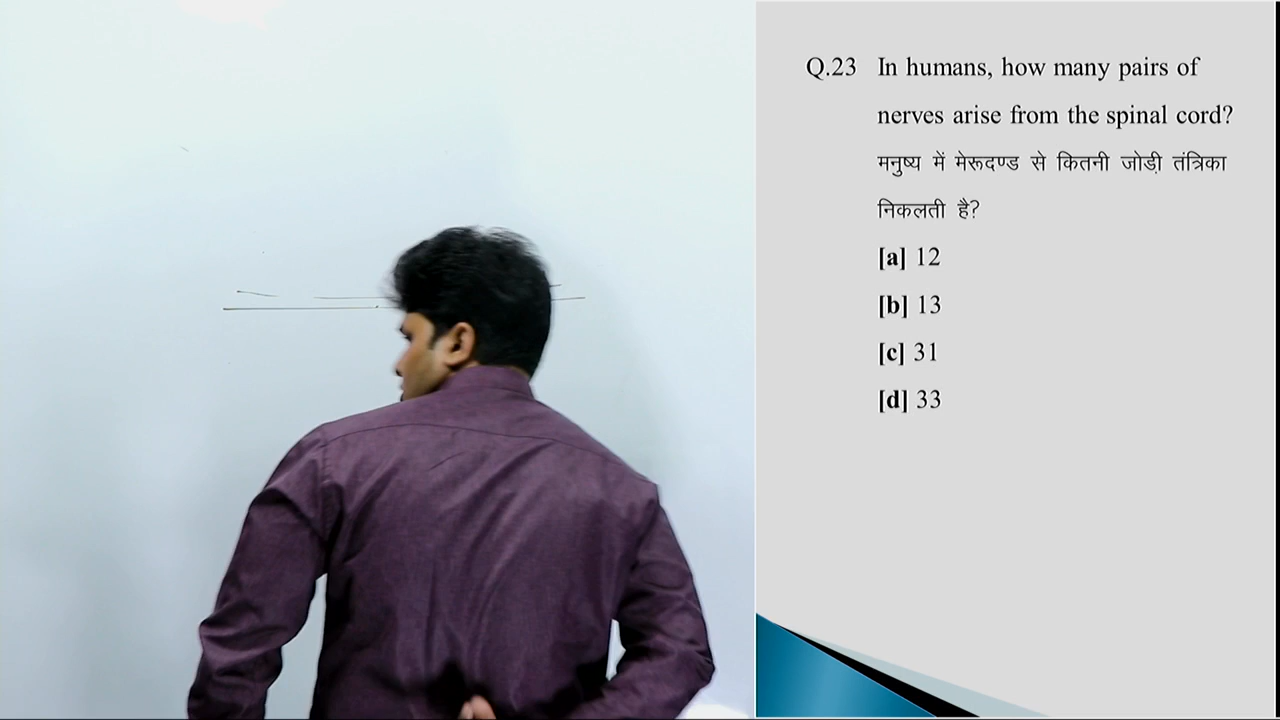 Q.23 In humans, how many pairs of
nerves arise from the spinal cord?
मनुष्य में मेरूदण्ड से कितनी जोड़ी तंत्रिका
निकलती है?
[a] 12
[b] 13
[c] 31
[d] 33